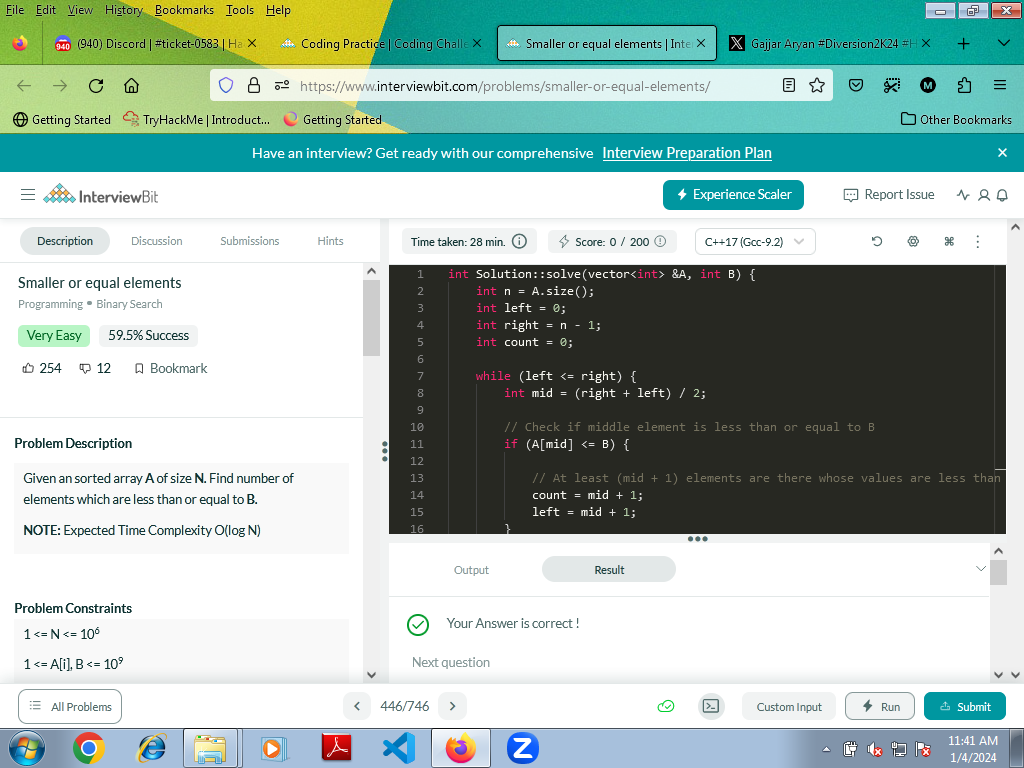 File Edit View History Bookmarks Tools Help
(940) Discord | #ticket-0583 | Ha
Coding Practice | Coding Challe
Smaller or equal elements | Inte
Gajjar Aryan #Diversion2K24 #H
https://www.interviewbit.com/problems/smaller-or-equal-elements/
Getting Started TryHackMe | Introduct... Getting Started Other Bookmarks
Have an interview? Get ready with our comprehensive Interview Preparation Plan
InterviewBit Experience Scaler Report Issue
Description Discussion Submissions Hints
Time taken: 28 min. Score: 0 / 200 C++17 (Gcc-9.2)
Smaller or equal elements
Programming • Binary Search
Very Easy 59.5% Success
254 12 Bookmark
Problem Description
Given an sorted array A of size N. Find number of
elements which are less than or equal to B.
NOTE: Expected Time Complexity O(log N)
Problem Constraints
1 <= N <= 10⁶
1 <= A[i], B <= 10⁹
1 int Solution::solve(vector<int> &A, int B) {
2 int n = A.size();
3 int left = 0;
4 int right = n - 1;
5 int count = 0;
6
7 while (left <= right) {
8 int mid = (right + left) / 2;
9
10 // Check if middle element is less than or equal to B
11 if (A[mid] <= B) {
12
13 // At least (mid + 1) elements are there whose values are less than
14 count = mid + 1;
15 left = mid + 1;
16 }
Output Result
Your Answer is correct !
Next question
All Problems 446/746 Custom Input Run Submit
11:41 AM
1/4/2024